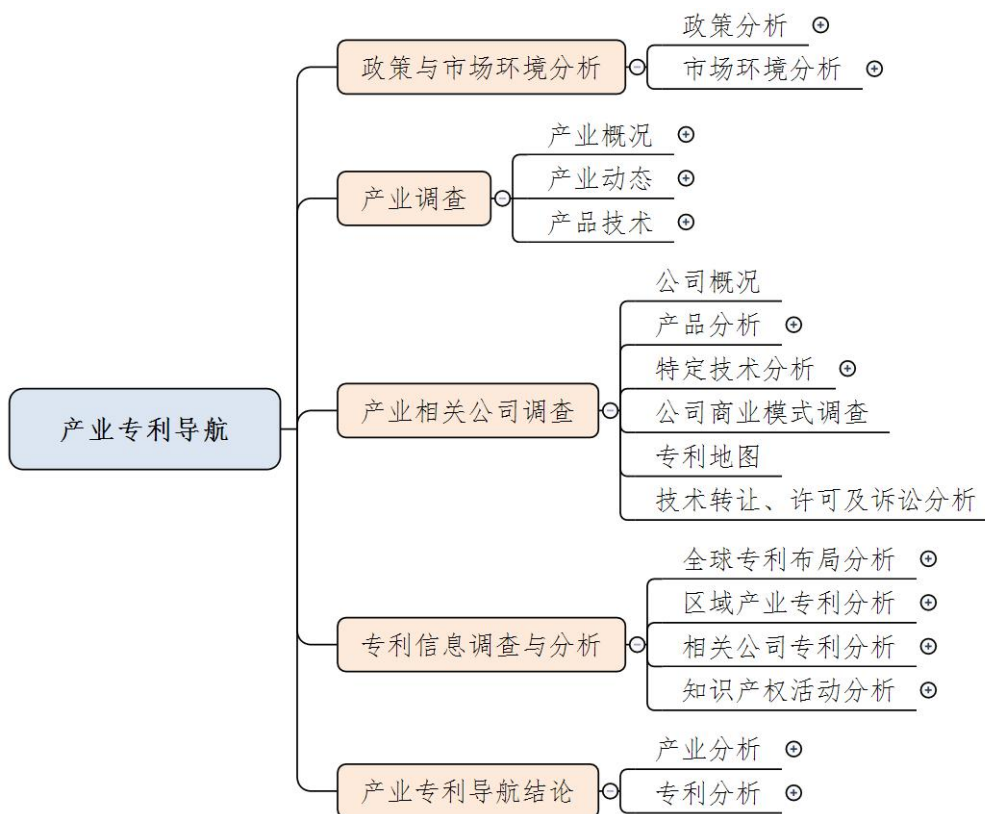 政策分析
政策与市场环境分析
市场环境分析
产业概况
产业调查
产业动态
产品技术
公司概况
产品分析
特定技术分析
产业专利导航
产业相关公司调查
公司商业模式调查
专利地图
技术转让、许可及诉讼分析
全球专利布局分析
区域产业专利分析
专利信息调查与分析
相关公司专利分析
知识产权活动分析
产业分析
产业专利导航结论
专利分析